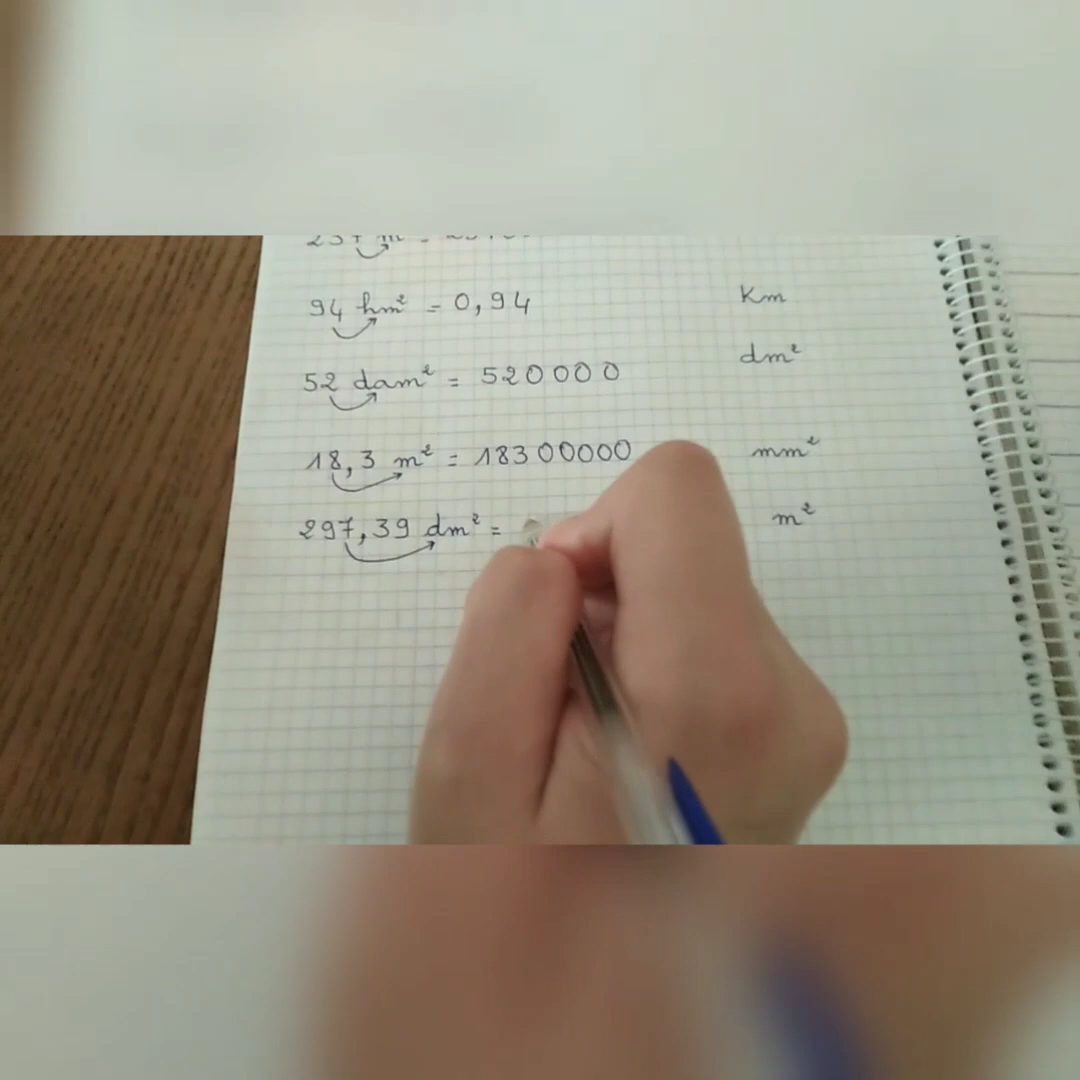 94 hm² = 0,94 Km
52 dam² = 520000 dm²
18,3 m² = 18300000 mm²
297,39 dm² = m²